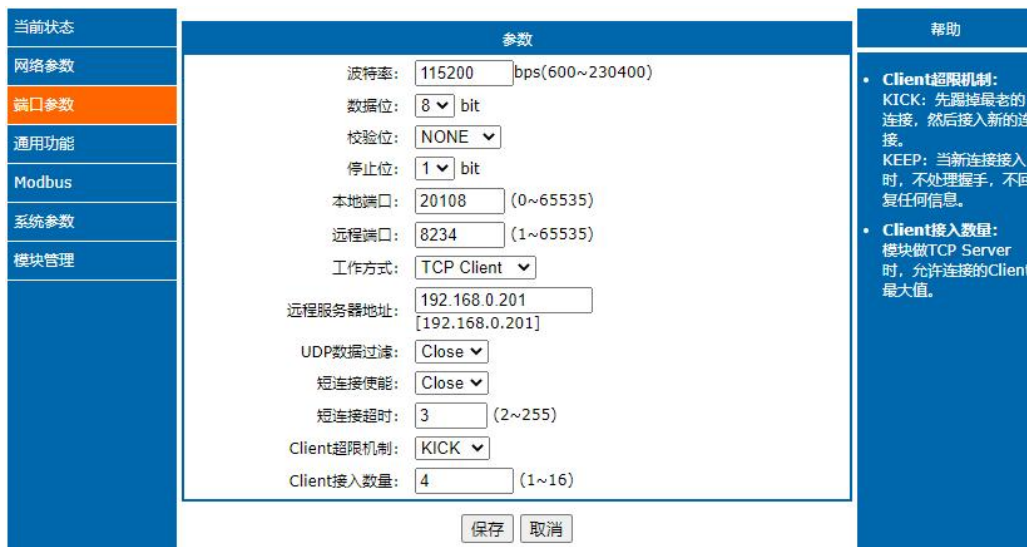 当前状态
网络参数
端口参数
通用功能
Modbus
系统参数
模块管理
参数
波特率: 115200 bps(600~230400)
数据位: 8 bit
校验位: NONE
停止位: 1 bit
本地端口: 20108 (0~65535)
远程端口: 8234 (1~65535)
工作方式: TCP Client
远程服务器地址: 192.168.0.201
[192.168.0.201]
UDP数据过滤: Close
短连接使能: Close
短连接超时: 3 (2~255)
Client超限机制: KICK
Client接入数量: 4 (1~16)
保存 取消
帮助
• Client超限机制:
KICK: 先踢掉最老的
连接, 然后接入新的连
接。
KEEP: 当新连接接入
时, 不处理握手, 不回
复任何信息。
• Client接入数量:
模块做TCP Server
时, 允许连接的Client
最大值。